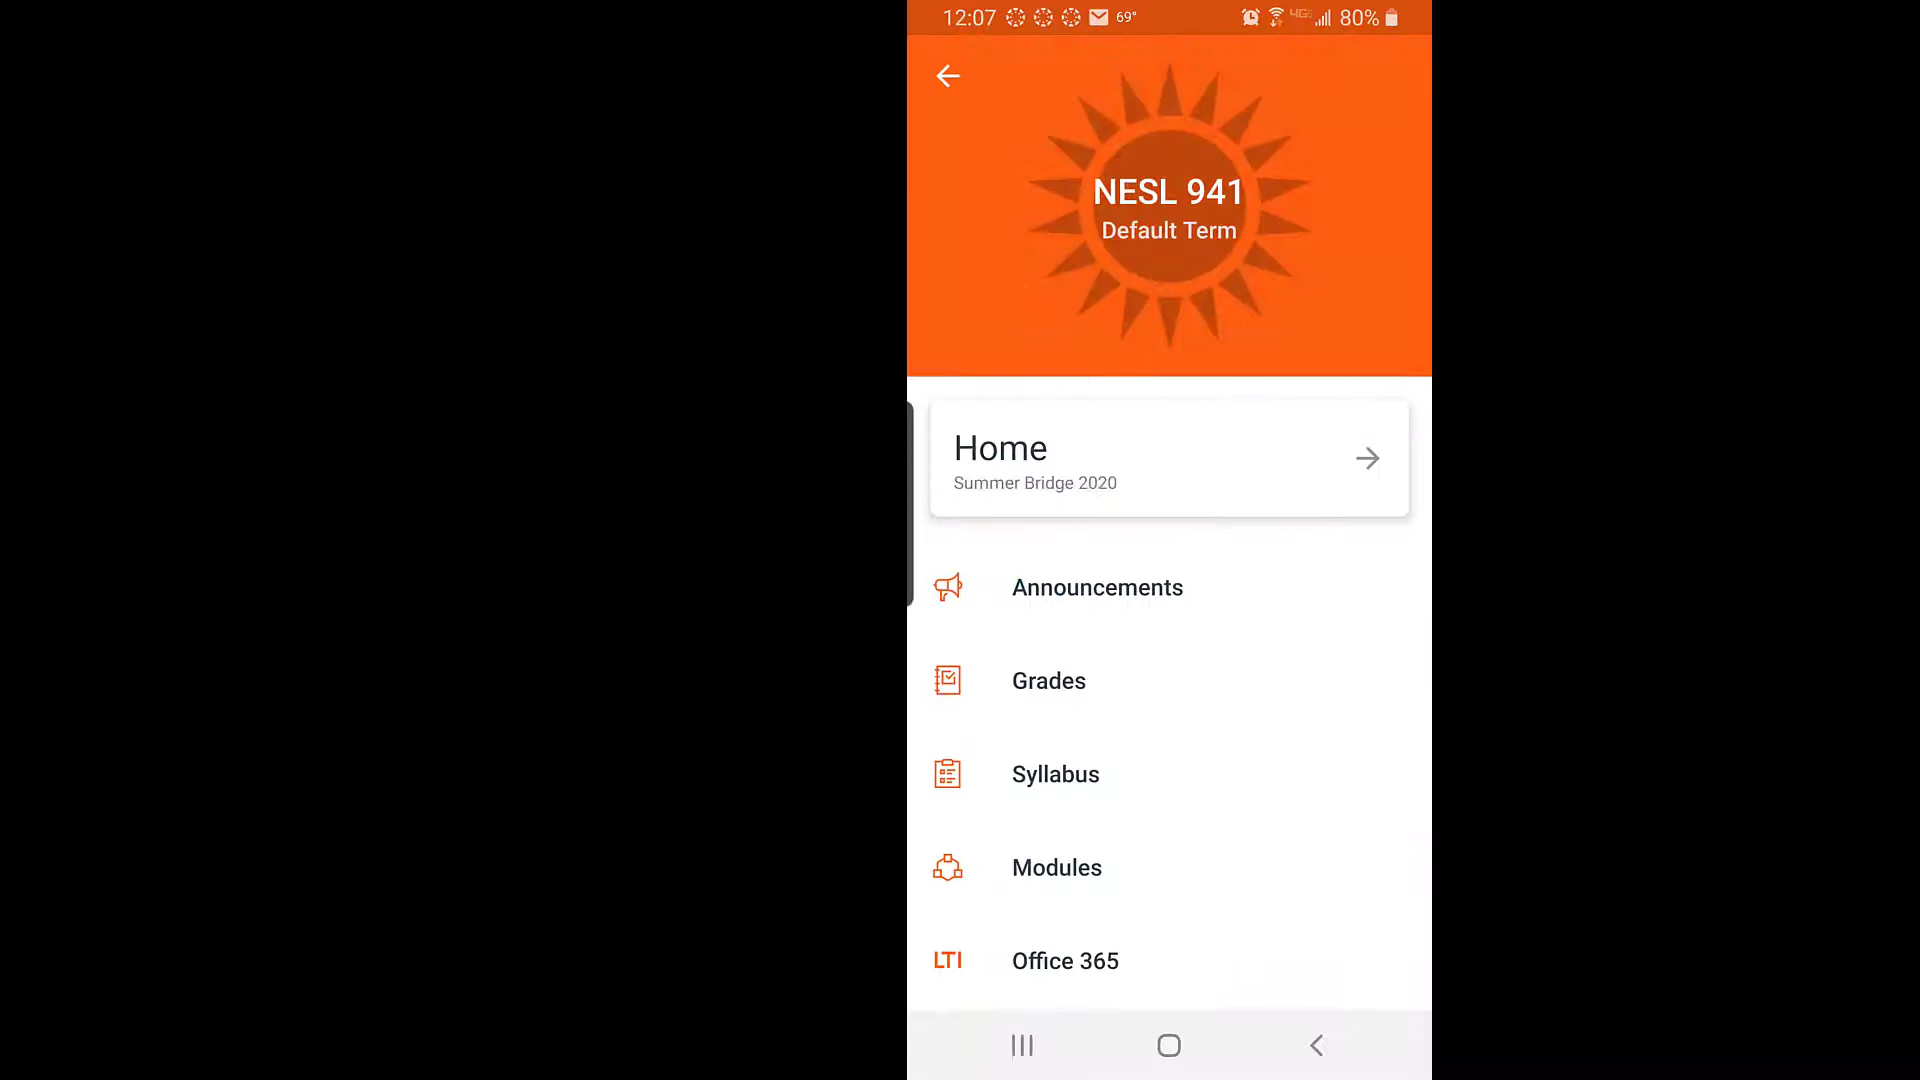 12:07 69° 4GE 80%
NESL 941
Default Term
Home
Summer Bridge 2020
Announcements
Grades
Syllabus
Modules
LTI Office 365